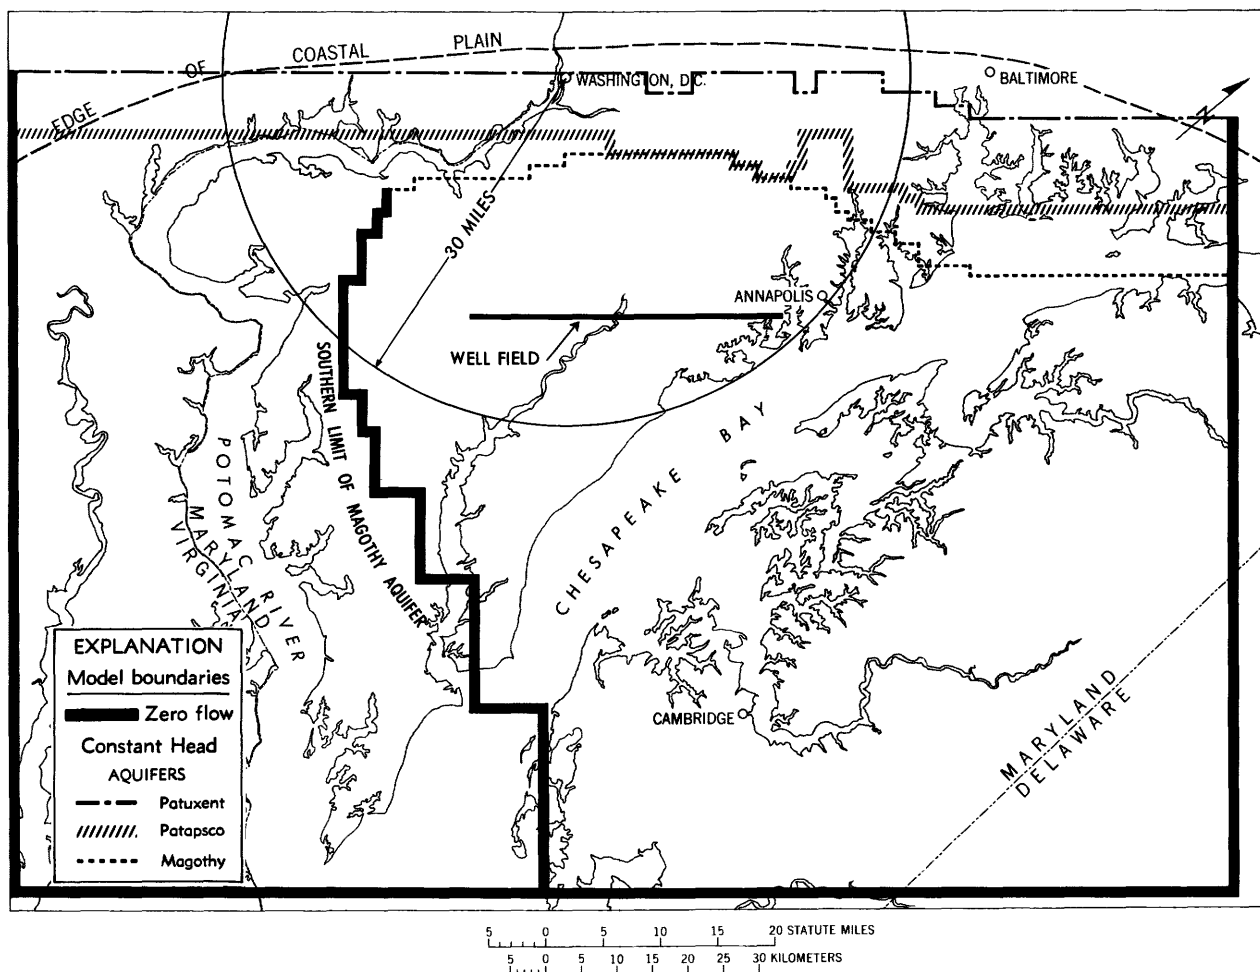 EDGE OF COASTAL PLAIN
WASHINGTON, D.C.
BALTIMORE
N
30 MILES
ANNAPOLIS
WELL FIELD
SOUTHERN LIMIT OF MAGOTHY AQUIFER
CHESAPEAKE BAY
POTOMAC RIVER
MARYLAND
VIRGINIA
CAMBRIDGE
MARYLAND
DELAWARE
EXPLANATION
Model boundaries
Zero flow
Constant Head
AQUIFERS
Patuxent
Patapsco
Magothy
5 0 5 10 15 20 STATUTE MILES
5 0 5 10 15 20 25 30 KILOMETERS